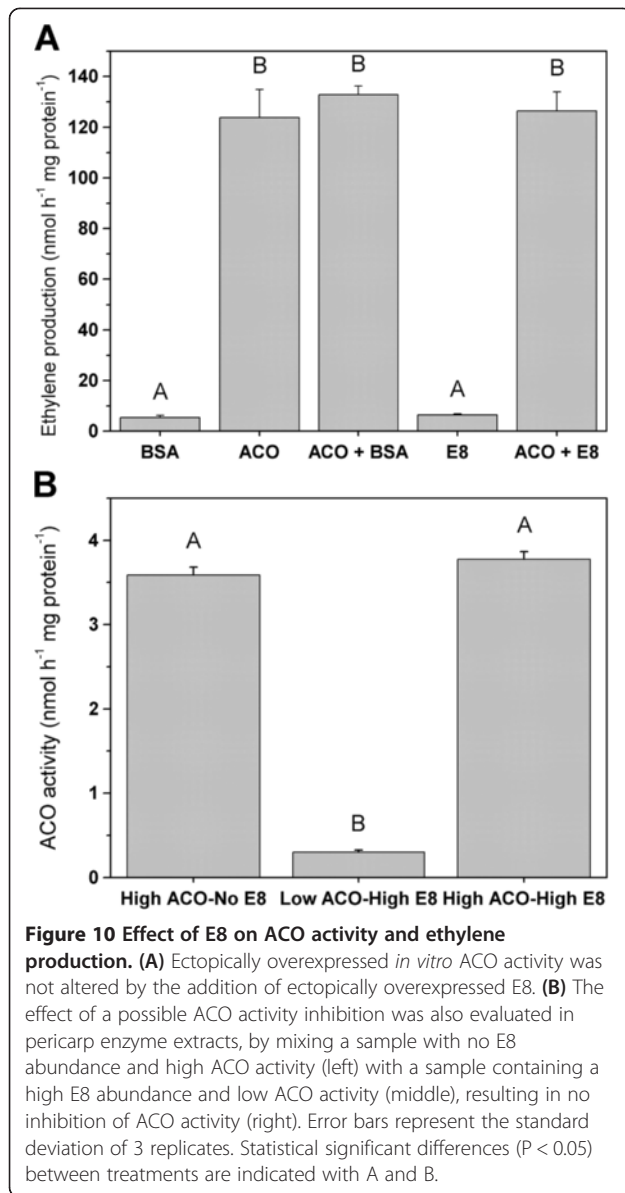 A
B B B
140
120
100
80
60
40
20
0
Ethylene production (nmol h⁻¹ mg protein⁻¹)
A A
BSA ACO ACO + BSA E8 ACO + E8
B
A A
4
3
2
1
0
ACO activity (nmol h⁻¹ mg protein⁻¹)
B
High ACO-No E8 Low ACO-High E8 High ACO-High E8
Figure 10 Effect of E8 on ACO activity and ethylene
production. (A) Ectopically overexpressed in vitro ACO activity was
not altered by the addition of ectopically overexpressed E8. (B) The
effect of a possible ACO activity inhibition was also evaluated in
pericarp enzyme extracts, by mixing a sample with no E8
abundance and high ACO activity (left) with a sample containing a
high E8 abundance and low ACO activity (middle), resulting in no
inhibition of ACO activity (right). Error bars represent the standard
deviation of 3 replicates. Statistical significant differences (P < 0.05)
between treatments are indicated with A and B.